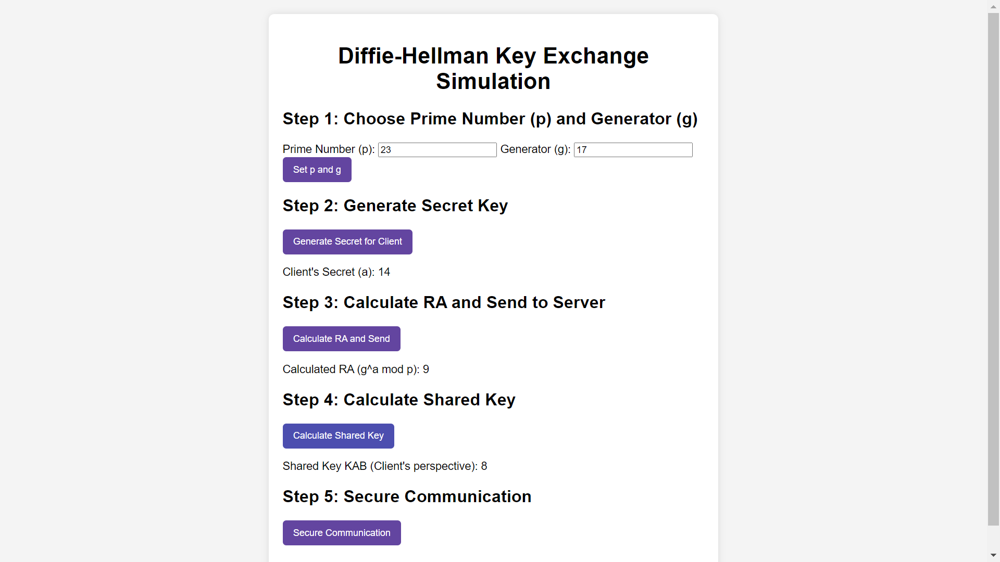 Diffie-Hellman Key Exchange
Simulation
Step 1: Choose Prime Number (p) and Generator (g)
Prime Number (p): 23 Generator (g): 17
Set p and g
Step 2: Generate Secret Key
Generate Secret for Client
Client's Secret (a): 14
Step 3: Calculate RA and Send to Server
Calculate RA and Send
Calculated RA (g^a mod p): 9
Step 4: Calculate Shared Key
Calculate Shared Key
Shared Key KAB (Client's perspective): 8
Step 5: Secure Communication
Secure Communication